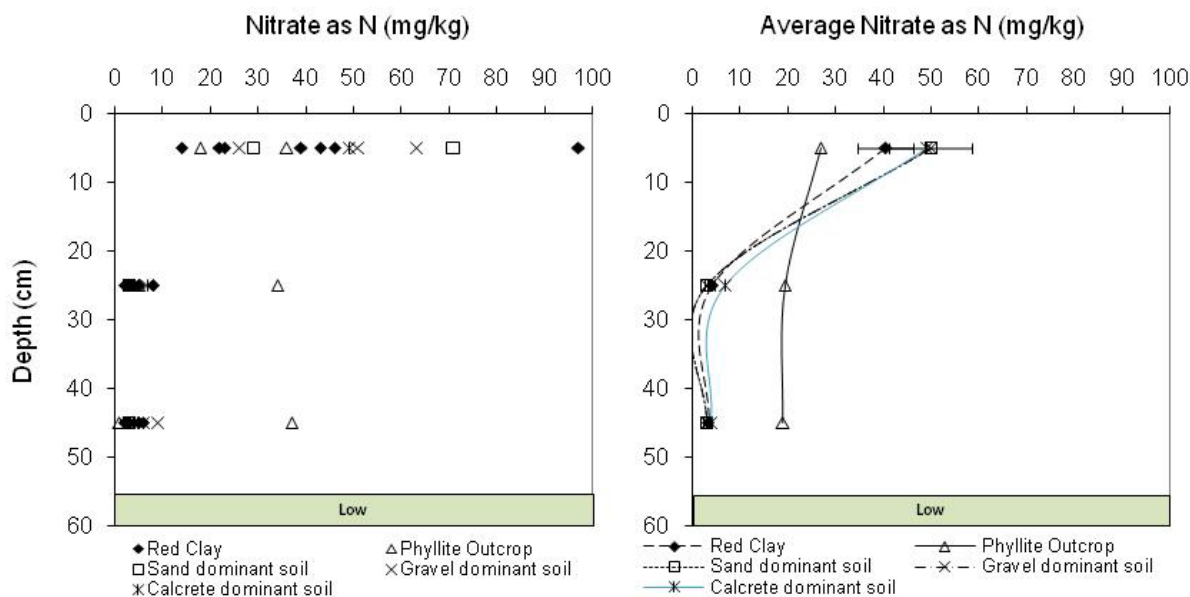 Nitrate as N (mg/kg)
0 10 20 30 40 50 60 70 80 90 100
0
10
20
30
40
50
60
Depth (cm)
Low
Red Clay
Phyllite Outcrop
Sand dominant soil
Gravel dominant soil
Calcrete dominant soil
Average Nitrate as N (mg/kg)
0 10 20 30 40 50 60 70 80 90 100
0
10
20
30
40
50
60
Low
Red Clay
Phyllite Outcrop
Sand dominant soil
Gravel dominant soil
Calcrete dominant soil